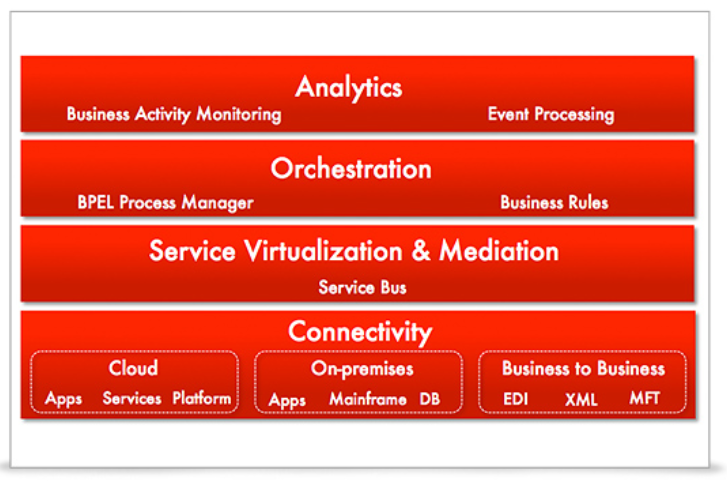 Analytics
Business Activity Monitoring Event Processing
Orchestration
BPEL Process Manager Business Rules
Service Virtualization & Mediation
Service Bus
Connectivity
Cloud On-premises Business to Business
Apps Services Platform Apps Mainframe DB EDI XML MFT